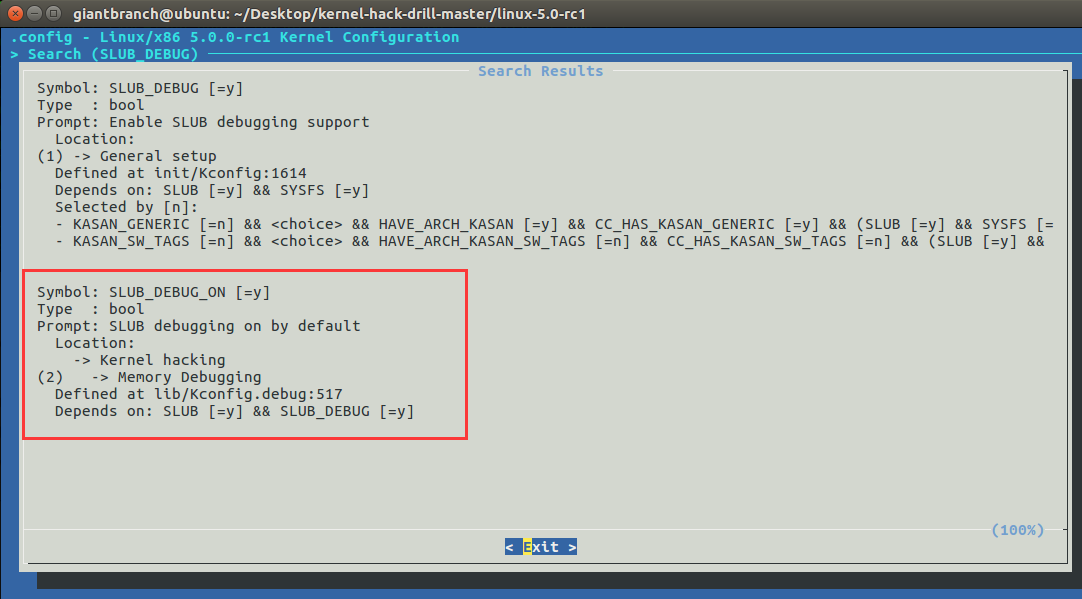 giantbranch@ubuntu: ~/Desktop/kernel-hack-drill-master/linux-5.0-rc1
.config - Linux/x86 5.0.0-rc1 Kernel Configuration
> Search (SLUB_DEBUG)
Search Results
Symbol: SLUB_DEBUG [=y]
Type  : bool
Prompt: Enable SLUB debugging support
  Location:
(1) -> General setup
  Defined at init/Kconfig:1614
  Depends on: SLUB [=y] && SYSFS [=y]
  Selected by [n]:
  - KASAN_GENERIC [=n] && <choice> && HAVE_ARCH_KASAN [=y] && CC_HAS_KASAN_GENERIC [=y] && (SLUB [=y] && SYSFS [=
  - KASAN_SW_TAGS [=n] && <choice> && HAVE_ARCH_KASAN_SW_TAGS [=n] && CC_HAS_KASAN_SW_TAGS [=n] && (SLUB [=y] &&
Symbol: SLUB_DEBUG_ON [=y]
Type  : bool
Prompt: SLUB debugging on by default
  Location:
    -> Kernel hacking
(2)   -> Memory Debugging
  Defined at lib/Kconfig.debug:517
  Depends on: SLUB [=y] && SLUB_DEBUG [=y]
(100%)
< Exit >